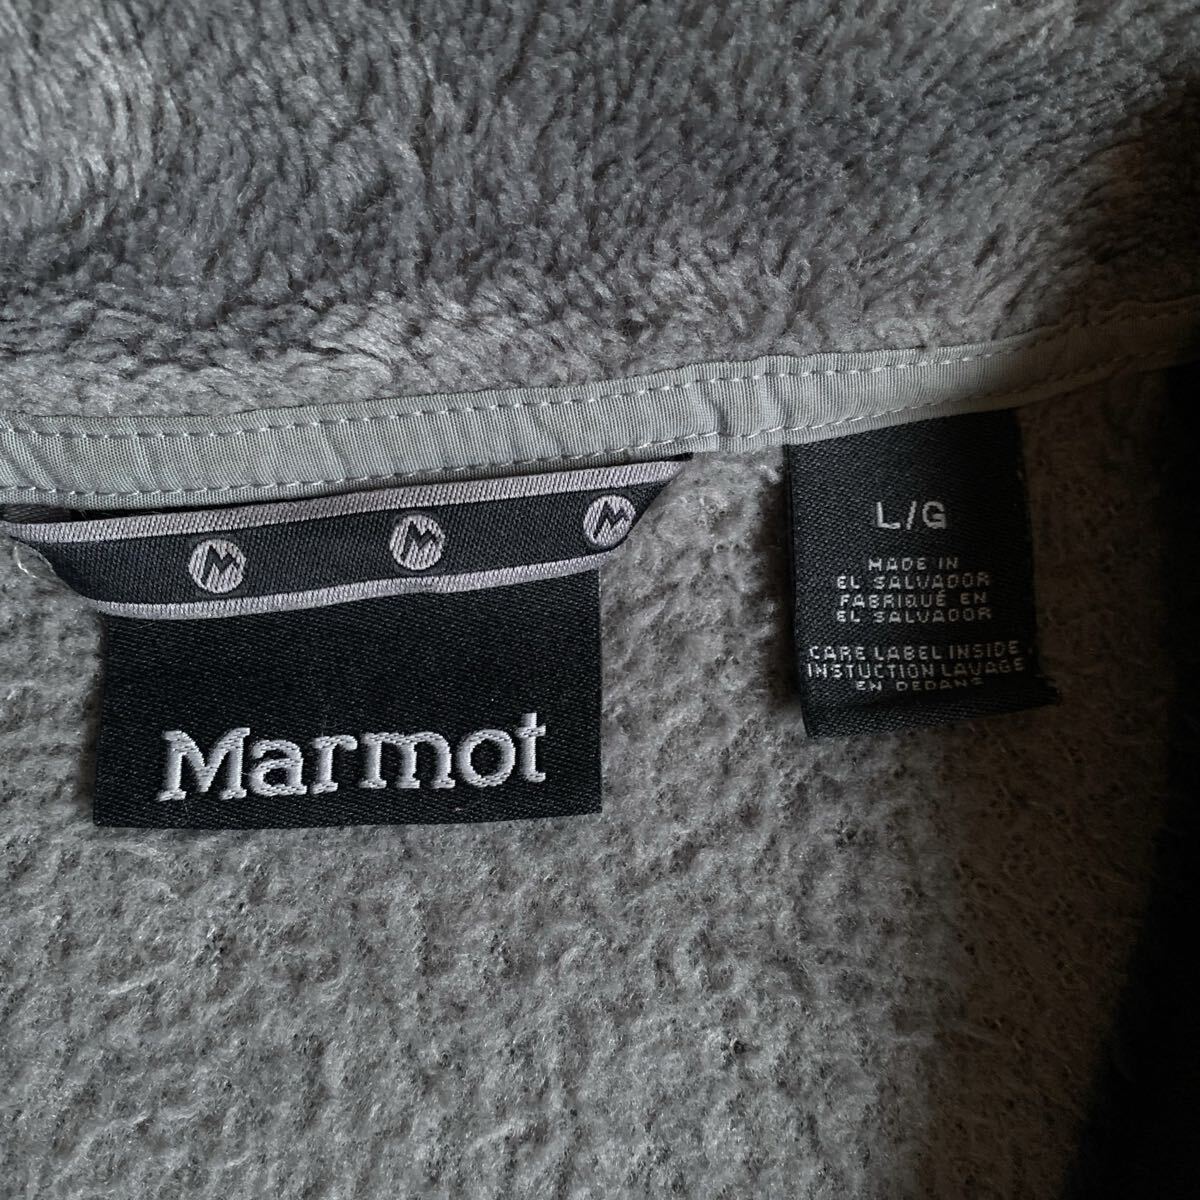 Marmot
L/G
MADE IN
EL SALVADOR
FABRIQUÉ EN
EL SALVADOR
CARE LABEL INSIDE
INSTUCTION LAVAGE
EN DEDANS